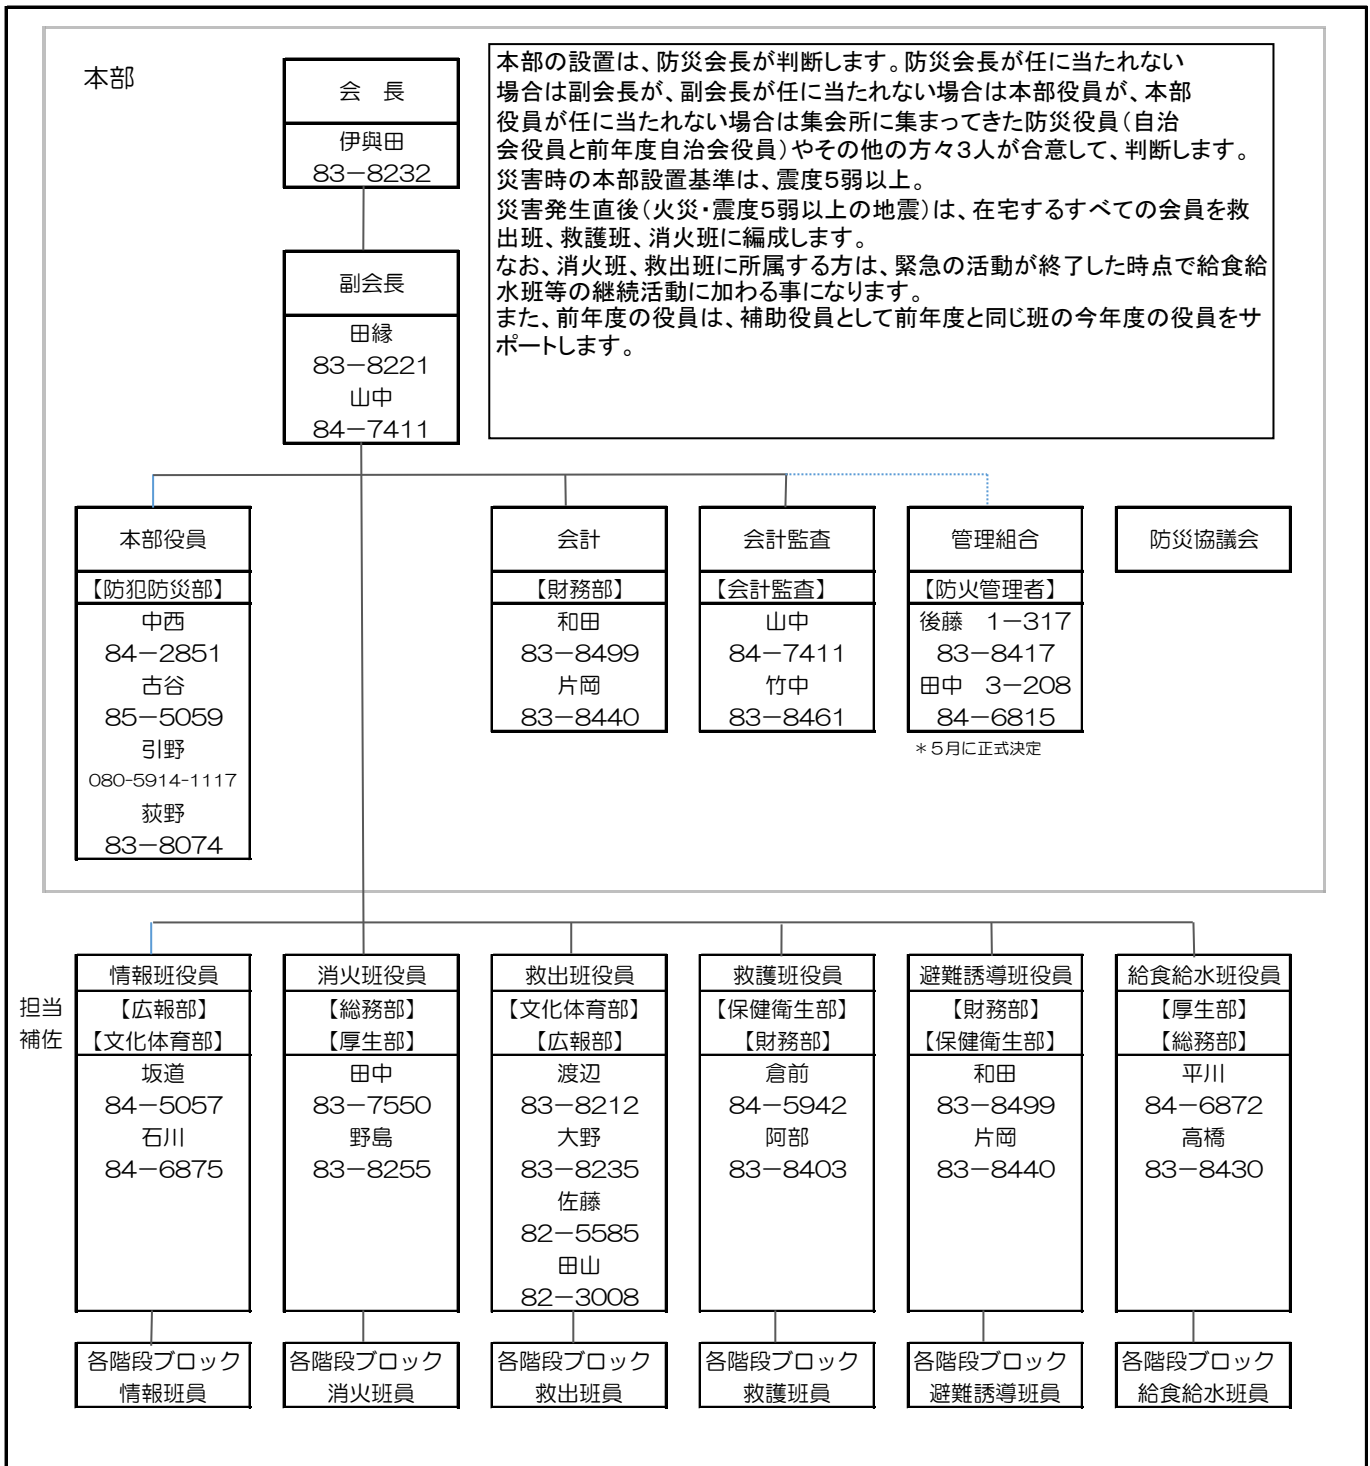 本部
会　長
伊與田
83－8232
本部の設置は、防災会長が判断します。防災会長が任に当たれない
場合は副会長が、副会長が任に当たれない場合は本部役員が、本部
役員が任に当たれない場合は集会所に集まってきた防災役員（自治
会役員と前年度自治会役員）やその他の方々3人が合意して、判断します。
災害時の本部設置基準は、震度5弱以上。
災害発生直後（火災・震度5弱以上の地震）は、在宅するすべての会員を救
出班、救護班、消火班に編成します。
なお、消火班、救出班に所属する方は、緊急の活動が終了した時点で給食給
水班等の継続活動に加わる事になります。
また、前年度の役員は、補助役員として前年度と同じ班の今年度の役員をサ
ポートします。
副会長
田縁
83－8221
山中
84－7411
本部役員
【防犯防災部】
中西
84－2851
古谷
85－5059
引野
080-5914-1117
荻野
83－8074
会計
【財務部】
和田
83－8499
片岡
83－8440
会計監査
【会計監査】
山中
84－7411
竹中
83－8461
管理組合
【防火管理者】
後藤　1－317
83－8417
田中　3－208
84－6815
＊５月に正式決定
防災協議会
担当
補佐
情報班役員
【広報部】
【文化体育部】
坂道
84－5057
石川
84－6875
各階段ブロック
情報班員
消火班役員
【総務部】
【厚生部】
田中
83－7550
野島
83－8255
各階段ブロック
消火班員
救出班役員
【文化体育部】
【広報部】
渡辺
83－8212
大野
83－8235
佐藤
82－5585
田山
82－3008
各階段ブロック
救出班員
救護班役員
【保健衛生部】
【財務部】
倉前
84－5942
阿部
83－8403
各階段ブロック
救護班員
避難誘導班役員
【財務部】
【保健衛生部】
和田
83－8499
片岡
83－8440
各階段ブロック
避難誘導班員
給食給水班役員
【厚生部】
【総務部】
平川
84－6872
高橋
83－8430
各階段ブロック
給食給水班員